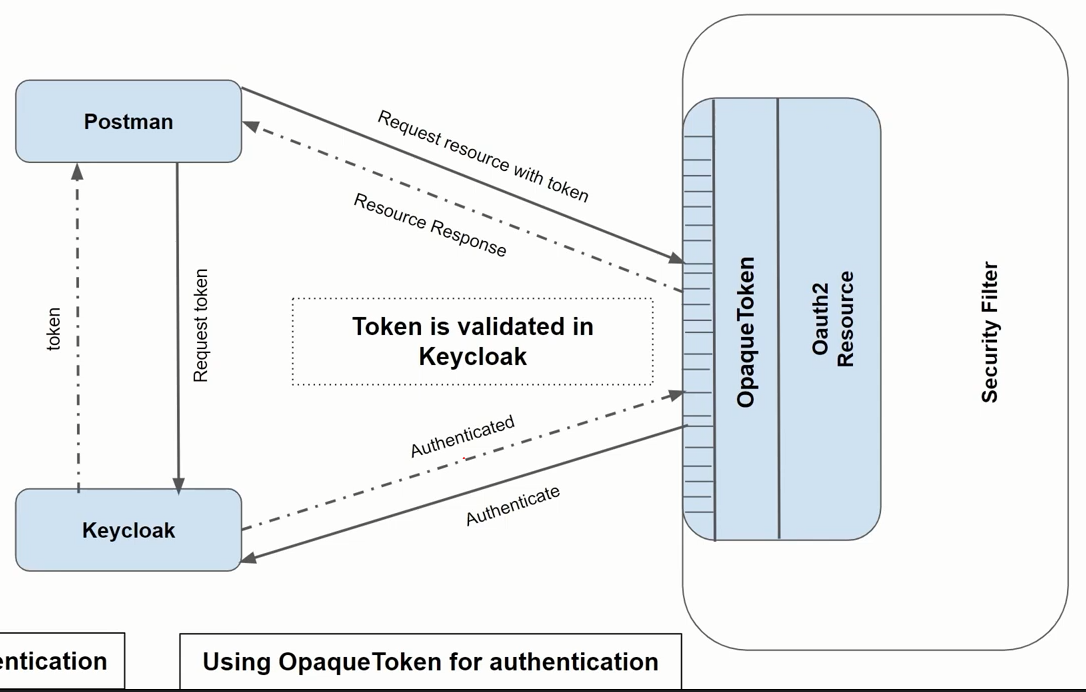 Postman
Request resource with token
Resource Response
token
Request token
Token is validated in
Keycloak
OpaqueToken
Oauth2
Resource
Security Filter
Authenticated
Authenticate
Keycloak
entication
Using OpaqueToken for authentication